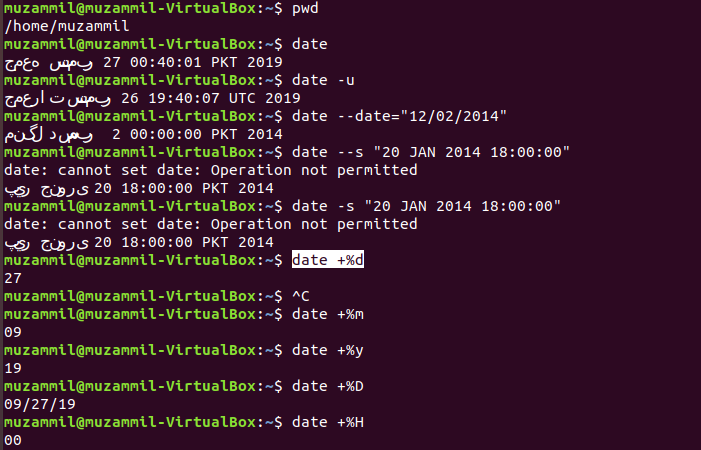 muzammil@muzammil-VirtualBox:~$ pwd
/home/muzammil
muzammil@muzammil-VirtualBox:~$ date
جمعہ ستمبر 27 00:40:01 PKT 2019
muzammil@muzammil-VirtualBox:~$ date -u
جمعرات ستمبر 26 19:40:07 UTC 2019
muzammil@muzammil-VirtualBox:~$ date --date="12/02/2014"
منگل دسمبر  2 00:00:00 PKT 2014
muzammil@muzammil-VirtualBox:~$ date --s "20 JAN 2014 18:00:00"
date: cannot set date: Operation not permitted
پیر جنوری 20 18:00:00 PKT 2014
muzammil@muzammil-VirtualBox:~$ date -s "20 JAN 2014 18:00:00"
date: cannot set date: Operation not permitted
پیر جنوری 20 18:00:00 PKT 2014
muzammil@muzammil-VirtualBox:~$ date +%d
27
muzammil@muzammil-VirtualBox:~$ ^C
muzammil@muzammil-VirtualBox:~$ date +%m
09
muzammil@muzammil-VirtualBox:~$ date +%y
19
muzammil@muzammil-VirtualBox:~$ date +%D
09/27/19
muzammil@muzammil-VirtualBox:~$ date +%H
00